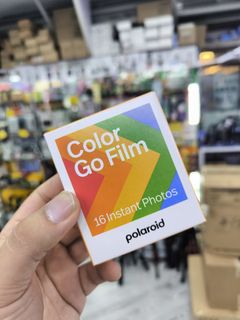 Color
Go Film
16 Instant Photos
polaroid